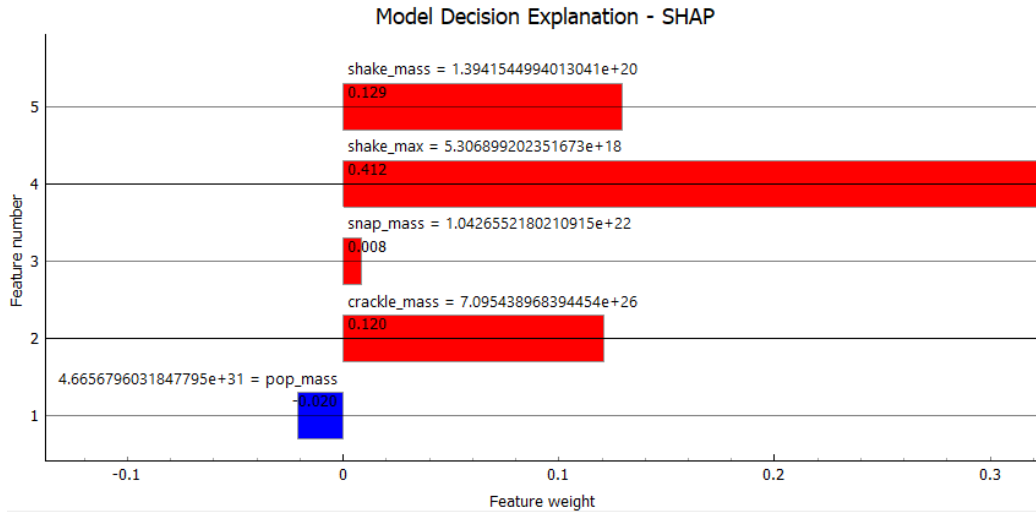 Model Decision Explanation - SHAP
shake_mass = 1.3941544994013041e+20
0.129
5
shake_max = 5.306899202351673e+18
0.412
4
snap_mass = 1.0426552180210915e+22
0.008
3
crackle_mass = 7.095438968394454e+26
0.120
2
4.6656796031847795e+31 = pop_mass
-0.020
1
Feature number
-0.1 0 0.1 0.2 0.3
Feature weight